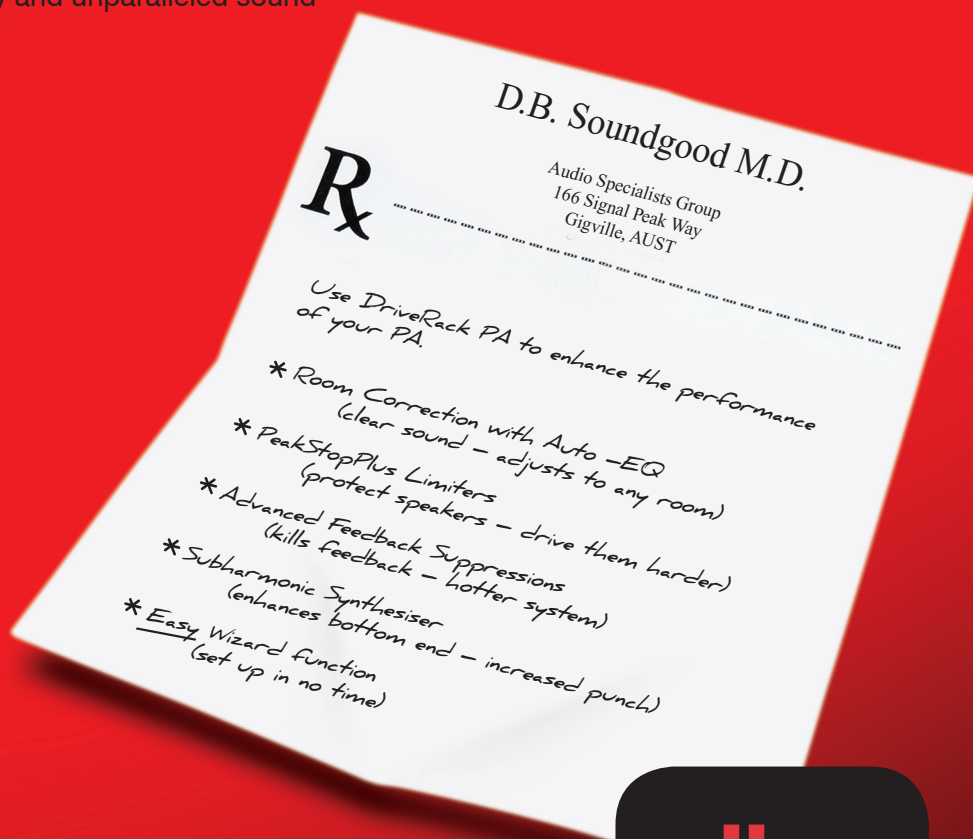 and unparalleled sound
D.B. Soundgood M.D.
Audio Specialists Group
166 Signal Peak Way
Gigville, AUST
Rx
Use DriveRack PA to enhance the performance
of your PA.
* Room Correction with Auto -EQ
(clear sound - adjusts to any room)
* PeakStopPlus Limiters
(protect speakers - drive them harder)
* Advanced Feedback Suppressions
(kills feedback - hotter system)
* Subharmonic Synthesiser
(enhances bottom end - increased punch)
* Easy Wizard function
(set up in no time)